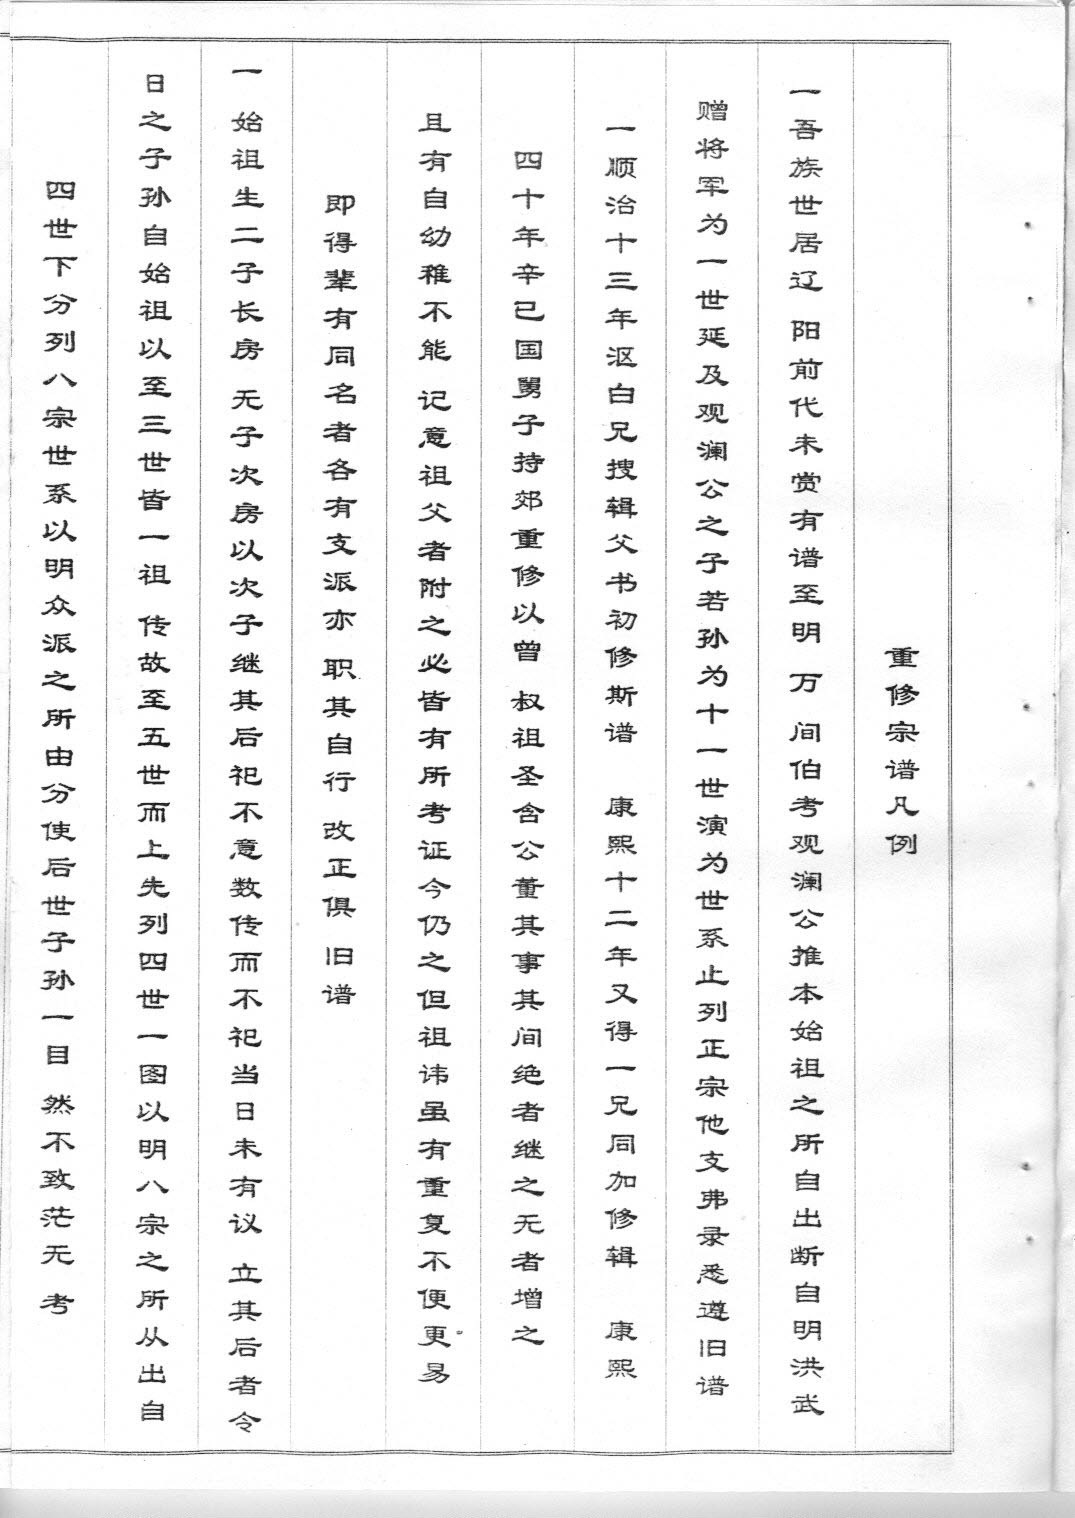 重修宗谱凡例
一吾族世居辽 阳前代未赏有谱至明 万 间伯考观澜公推本始祖之所自出断自明洪武
赠将军为一世延及观澜公之子若孙为十一世演为世系止列正宗他支弗录悉遵旧谱
一顺治十三年沤白兄搜辑父书初修斯谱 康熙十二年又得一兄同加修辑 康熙
四十年辛已国舅子持郊重修以曾 叔祖圣含公董其事其间绝者继之无者增之
且有自幼稚不能 记意祖父者附之必皆有所考证今仍之但祖讳虽有重复不便更易
即得辈有同名者各有支派亦 职其自行 改正俱 旧谱
一 始祖生二子长房 无子次房以次子继其后祀不意数传而不祀当日未有议 立其后者令
日之子孙自始祖以至三世皆一祖 传故至五世而上先列四世一图以明八宗之所从出自
四世下分列八宗世系以明众派之所由分使后世子孙一目 然不致茫无 考